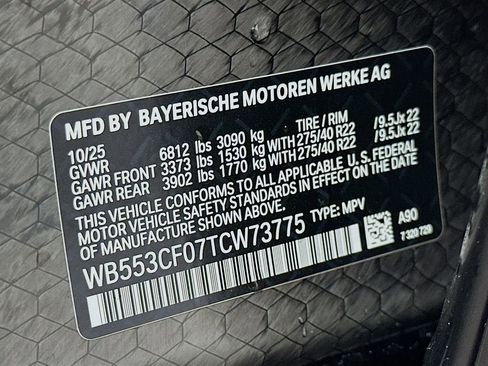 MFD BY BAYERISCHE MOTOREN WERKE AG
10/25 TIRE / RIM
GVWR 6812 lbs 3090 kg
GAWR FRONT 3373 lbs 1530 kg WITH 275/40 R22 /9.5Jx22
GAWR REAR 3902 lbs 1770 kg WITH 275/40 R22 /9.5Jx22
THIS VEHICLE CONFORMS TO ALL APPLICABLE U.S. FEDERAL
MOTOR VEHICLE SAFETY STANDARDS IN EFFECT ON THE DATE
OF MANUFACTURE SHOWN ABOVE.
WB553CF07TCW73775 TYPE: MPV
A90
T 320 729